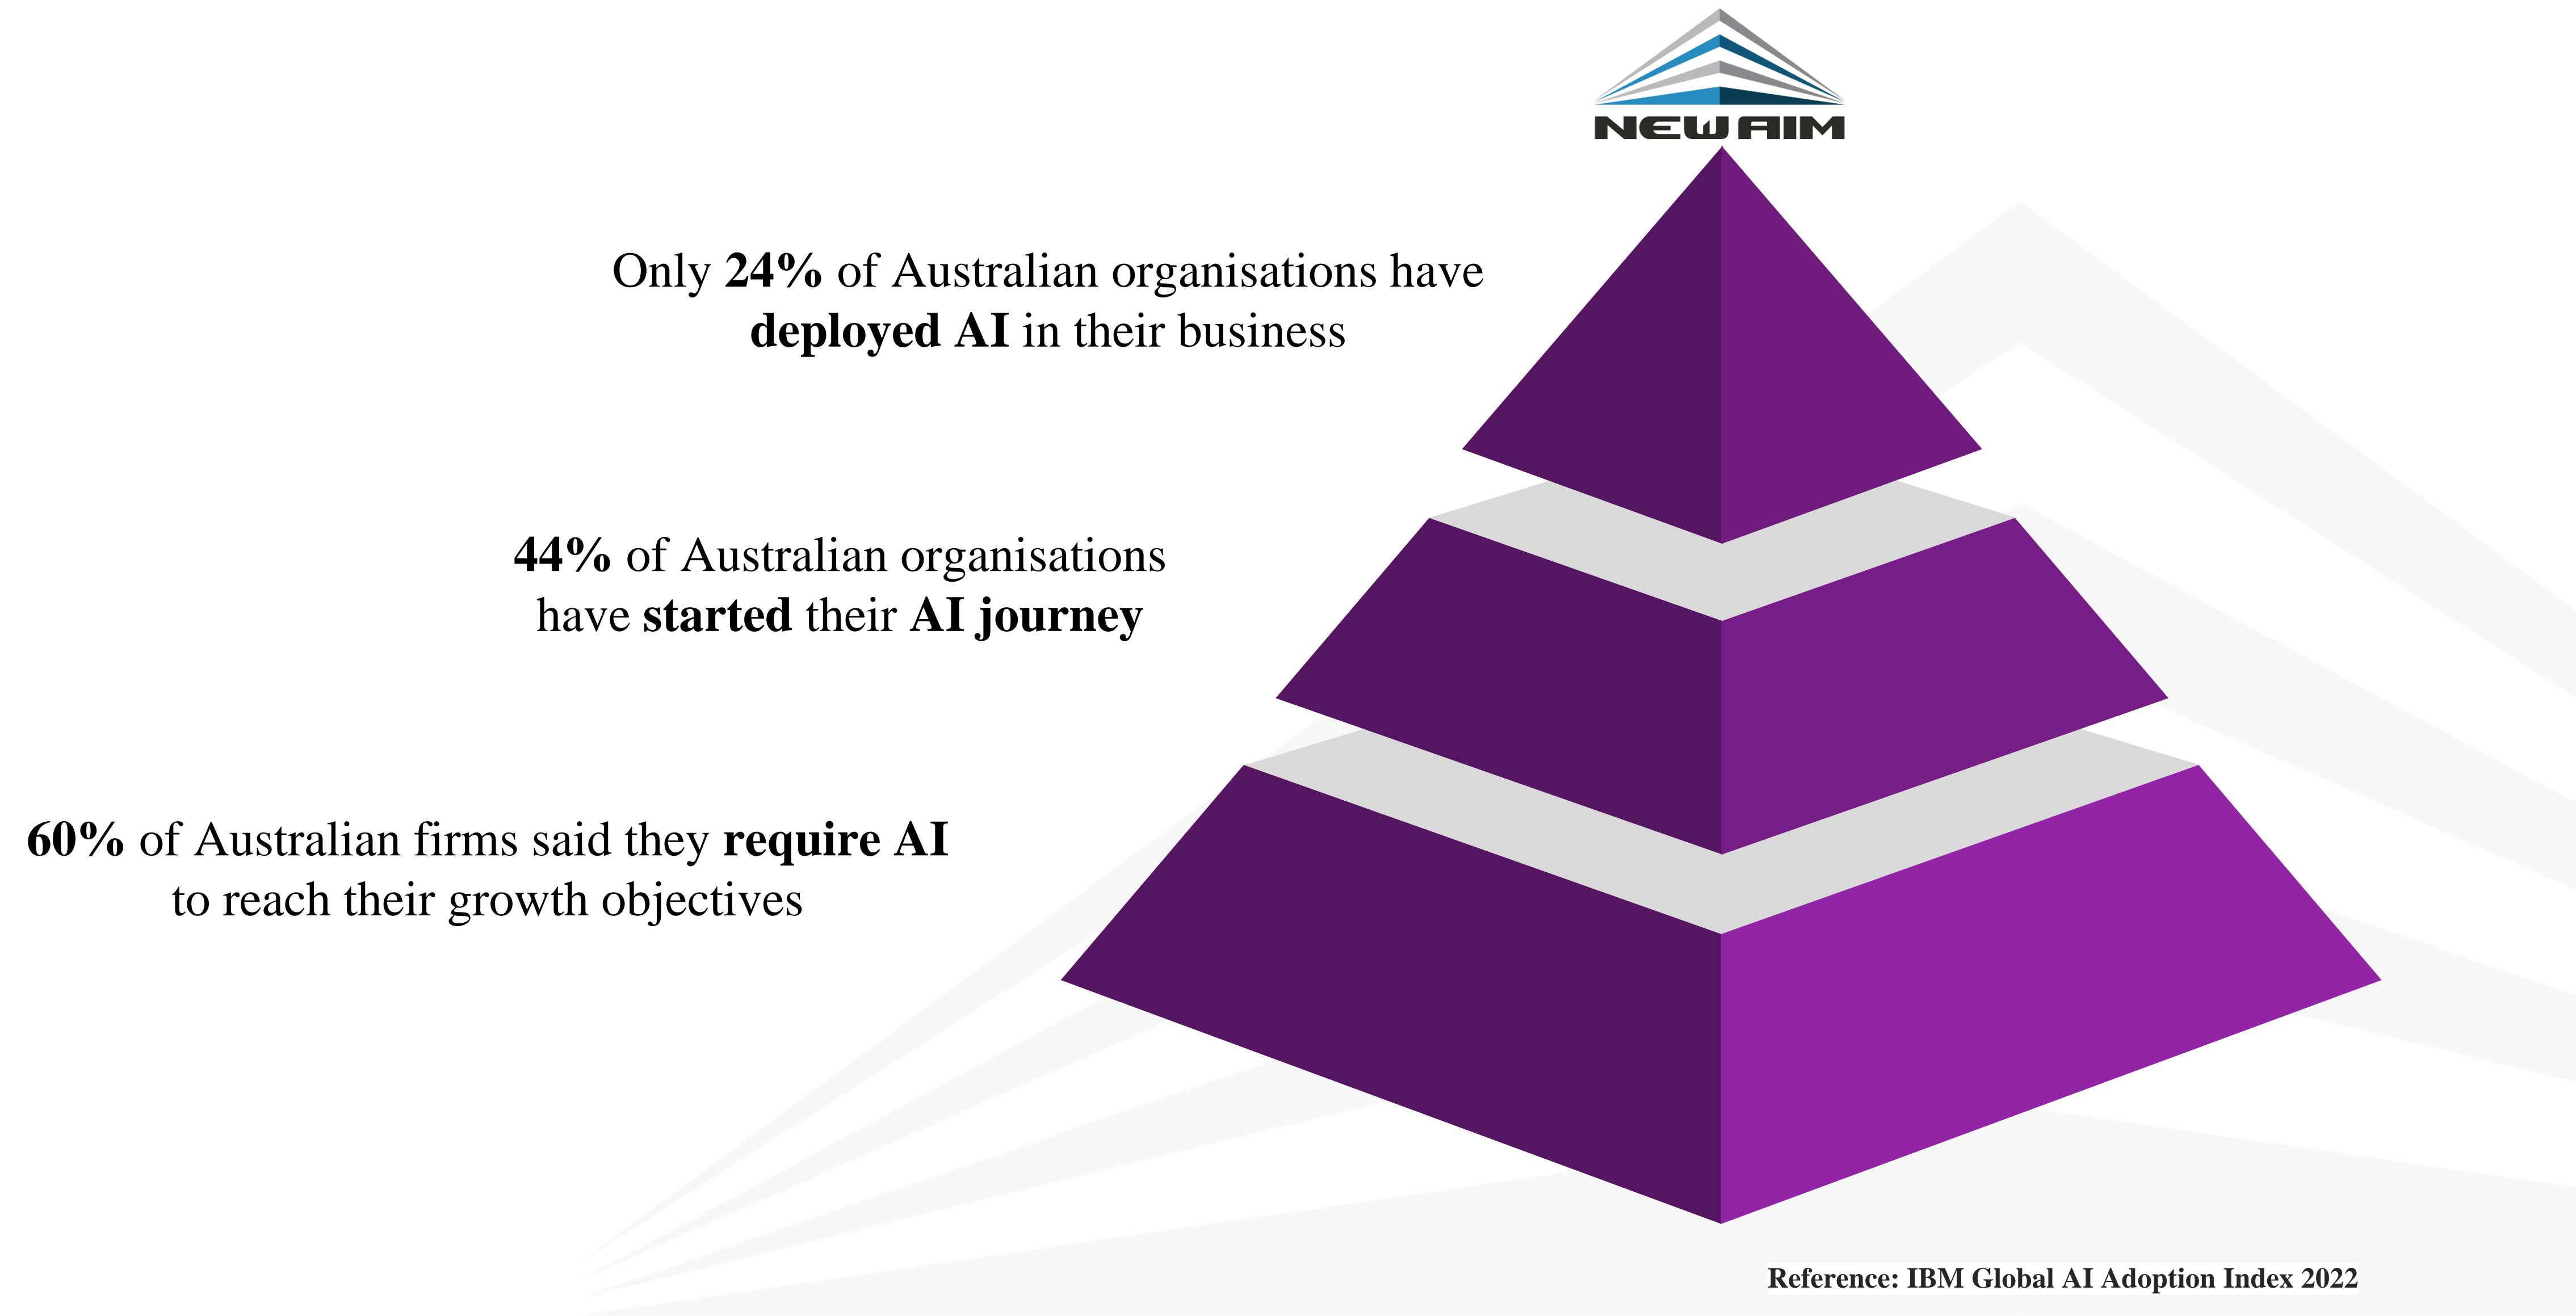 NEW AIM
Only 24% of Australian organisations have
deployed AI in their business
44% of Australian organisations
have started their AI journey
60% of Australian firms said they require AI
to reach their growth objectives
Reference: IBM Global AI Adoption Index 2022